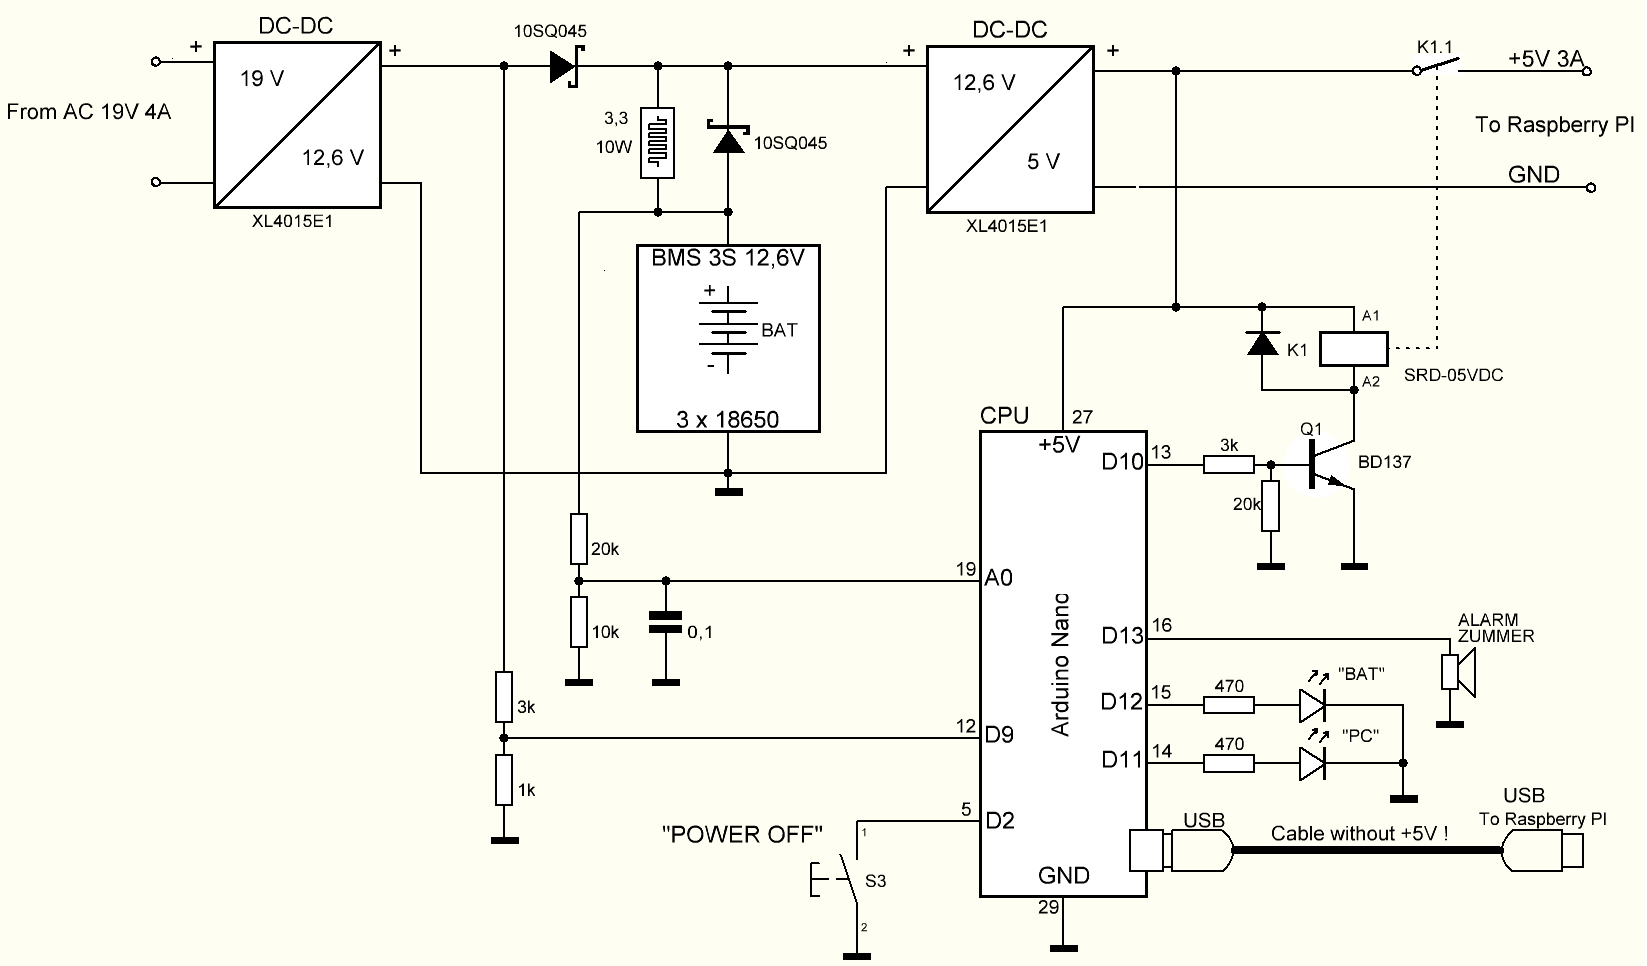 DC-DC
+
19 V
12,6 V
+
XL4015E1
From AC 19V 4A
10SQ045
3,3
10W
10SQ045
BMS 3S 12,6V
+
BAT
-
3 x 18650
DC-DC
+
12,6 V
5 V
+
XL4015E1
K1.1
+5V 3A
To Raspberry PI
GND
A1
K1
A2
SRD-05VDC
CPU
27
+5V
D10
13
3k
Q1
BD137
20k
20k
19
A0
10k
0,1
Arduino Nano
D13
16
ALARM
ZUMMER
3k
12
D9
1k
D12
15
470
"BAT"
D11
14
470
"PC"
5
D2
"POWER OFF"
1
S3
2
USB
Cable without +5V !
USB
To Raspberry PI
GND
29